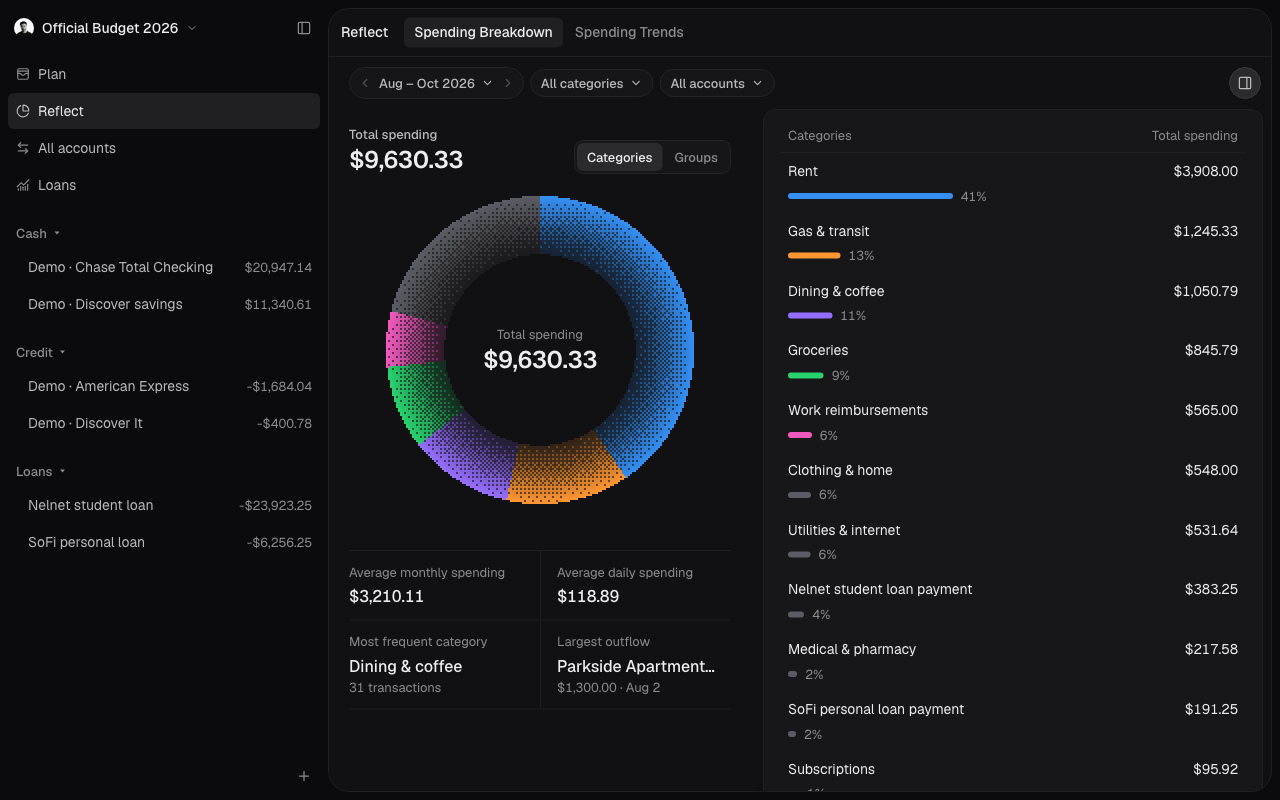 Official Budget 2026
Plan
Reflect
All accounts
Loans
Cash
Demo · Chase Total Checking $20,947.14
Demo · Discover savings $11,340.61
Credit
Demo · American Express -$1,684.04
Demo · Discover It -$400.78
Loans
Nelnet student loan -$23,923.25
SoFi personal loan -$6,256.25
Reflect Spending Breakdown Spending Trends
Aug – Oct 2026 All categories All accounts
Total spending
$9,630.33
Categories Groups
Total spending
$9,630.33
Average monthly spending
$3,210.11
Average daily spending
$118.89
Most frequent category
Dining & coffee
31 transactions
Largest outflow
Parkside Apartment...
$1,300.00 · Aug 2
Categories Total spending
Rent $3,908.00
41%
Gas & transit $1,245.33
13%
Dining & coffee $1,050.79
11%
Groceries $845.79
9%
Work reimbursements $565.00
6%
Clothing & home $548.00
6%
Utilities & internet $531.64
6%
Nelnet student loan payment $383.25
4%
Medical & pharmacy $217.58
2%
SoFi personal loan payment $191.25
2%
Subscriptions $95.92